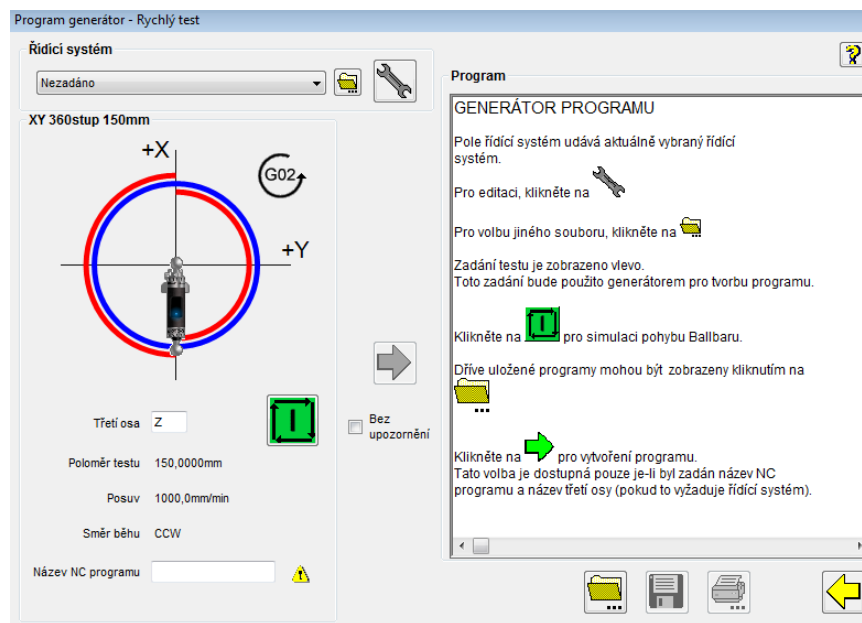 Program generátor - Rychlý test
Řídicí systém
Nezadáno
XY 360stup 150mm
+X
G02
+Y
Třetí osa
Z
Poloměr testu
150,0000mm
Posuv
1000,0mm/min
Směr běhu
CCW
Název NC programu
Bez
upozornění
Program
GENERÁTOR PROGRAMU
Pole řídící systém udává aktuálně vybraný řídící
systém.
Pro editaci, klikněte na
Pro volbu jiného souboru, klikněte na
Zadání testu je zobrazeno vlevo.
Toto zadání bude použito generátorem pro tvorbu programu.
Klikněte na pro simulaci pohybu Ballbaru.
Dříve uložené programy mohou být zobrazeny kliknutím na
Klikněte na pro vytvoření programu.
Tato volba je dostupná pouze je-li byl zadán název NC
programu a název třetí osy (pokud to vyžaduje řídící systém).